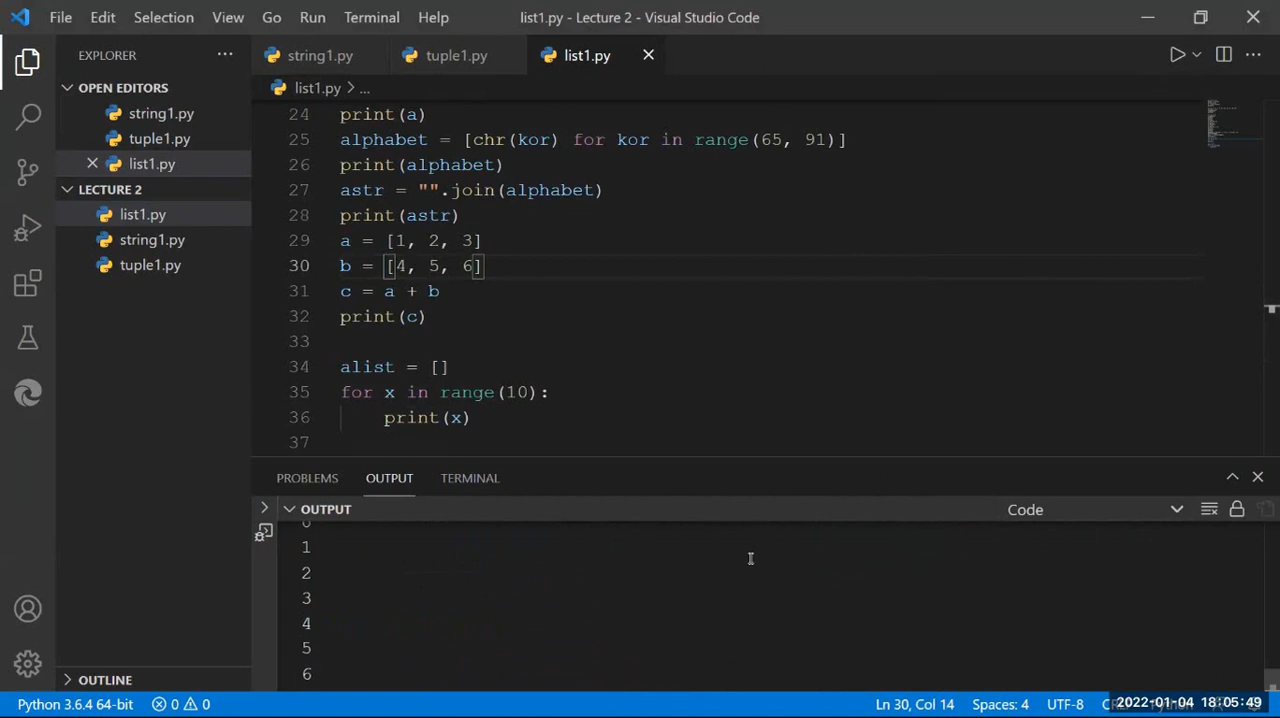 File Edit Selection View Go Run Terminal Help list1.py - Lecture 2 - Visual Studio Code
EXPLORER
OPEN EDITORS
string1.py
tuple1.py
list1.py
LECTURE 2
list1.py
string1.py
tuple1.py
OUTLINE
string1.py tuple1.py list1.py
list1.py > ...
24 print(a)
25 alphabet = [chr(kor) for kor in range(65, 91)]
26 print(alphabet)
27 astr = "".join(alphabet)
28 print(astr)
29 a = [1, 2, 3]
30 b = [4, 5, 6]
31 c = a + b
32 print(c)
33
34 alist = []
35 for x in range(10):
36     print(x)
37
PROBLEMS OUTPUT TERMINAL
OUTPUT Code
0
1
2
3
4
5
6
Python 3.6.4 64-bit 0 0 Ln 30, Col 14 Spaces: 4 UTF-8 2022-01-04 18:05:49